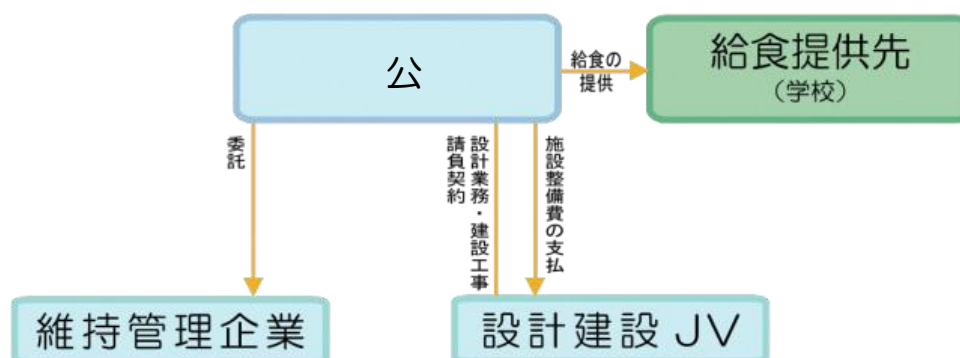 公
給食の
提供
給食提供先
（学校）
委託
設計業務・建設工事
請負契約
施設整備費の支払
維持管理企業
設計建設 JV